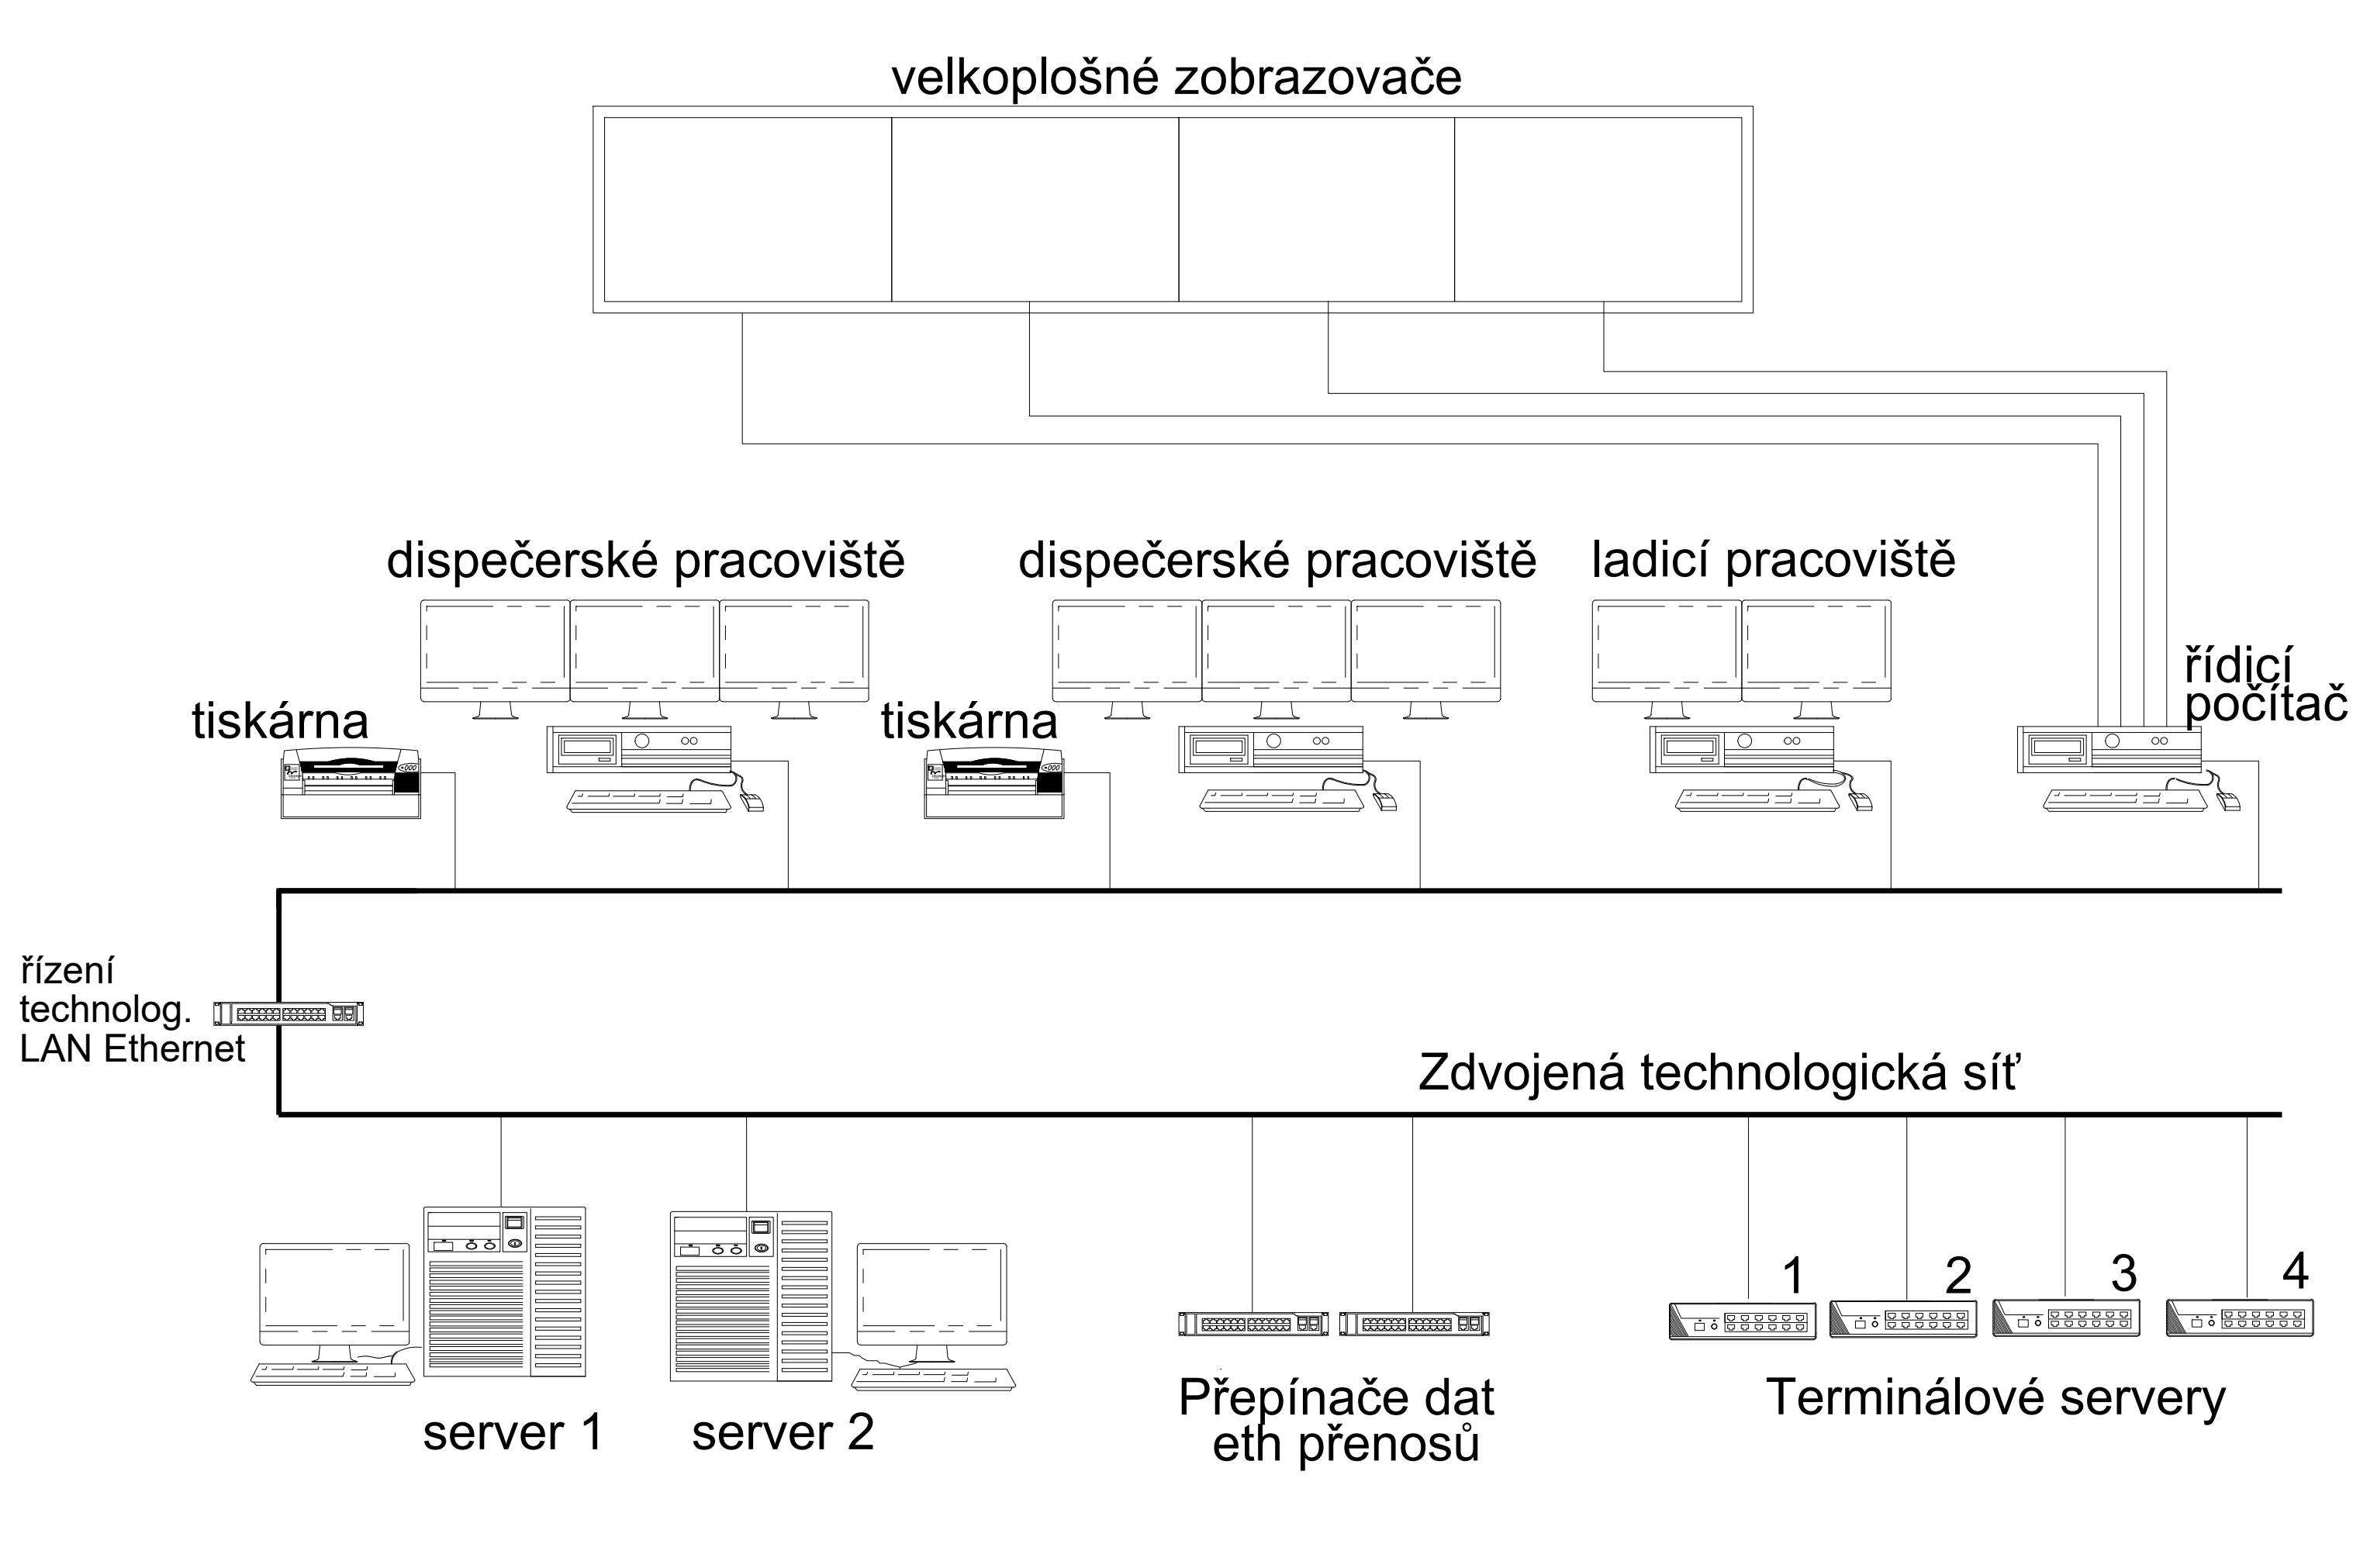 velkoplošné zobrazovače
dispečerské pracoviště
dispečerské pracoviště
ladicí pracoviště
řídicí
počítač
tiskárna
tiskárna
řízení
technolog.
LAN Ethernet
Zdvojená technologická síť
1
2
3
4
Přepínače dat
eth přenosů
Terminálové servery
server 1
server 2